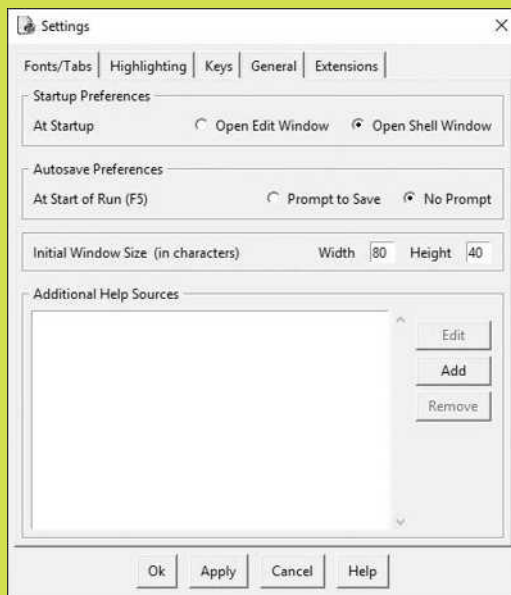 Settings
Fonts/Tabs Highlighting Keys General Extensions
Startup Preferences
At Startup Open Edit Window Open Shell Window
Autosave Preferences
At Start of Run (F5) Prompt to Save No Prompt
Initial Window Size (in characters) Width 80 Height 40
Additional Help Sources
Edit
Add
Remove
Ok Apply Cancel Help